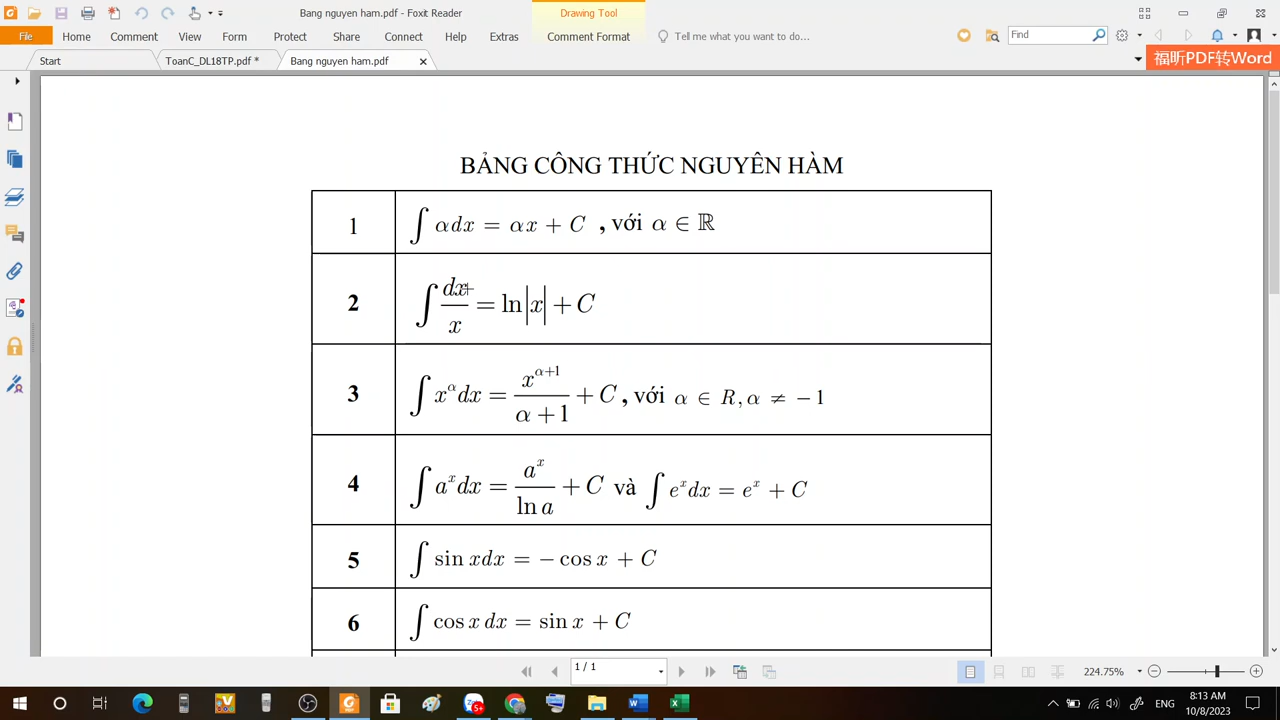 Bang nguyen ham.pdf - Foxit Reader
Drawing Tool
File Home Comment View Form Protect Share Connect Help Extras Comment Format Tell me what you want to do... Find
Start ToanC_DL18TP.pdf * Bang nguyen ham.pdf
福昕PDF转Word
BẢNG CÔNG THỨC NGUYÊN HÀM
1 ∫ αdx = αx + C , với α ∈ ℝ
2 ∫ dx/x = ln|x| + C
3 ∫ x^α dx = x^(α+1)/(α+1) + C, với α ∈ R, α ≠ −1
4 ∫ a^x dx = a^x/ln a + C và ∫ e^x dx = e^x + C
5 ∫ sin xdx = − cos x + C
6 ∫ cos x dx = sin x + C
1 / 1
224.75%
8:13 AM
ENG
10/8/2023